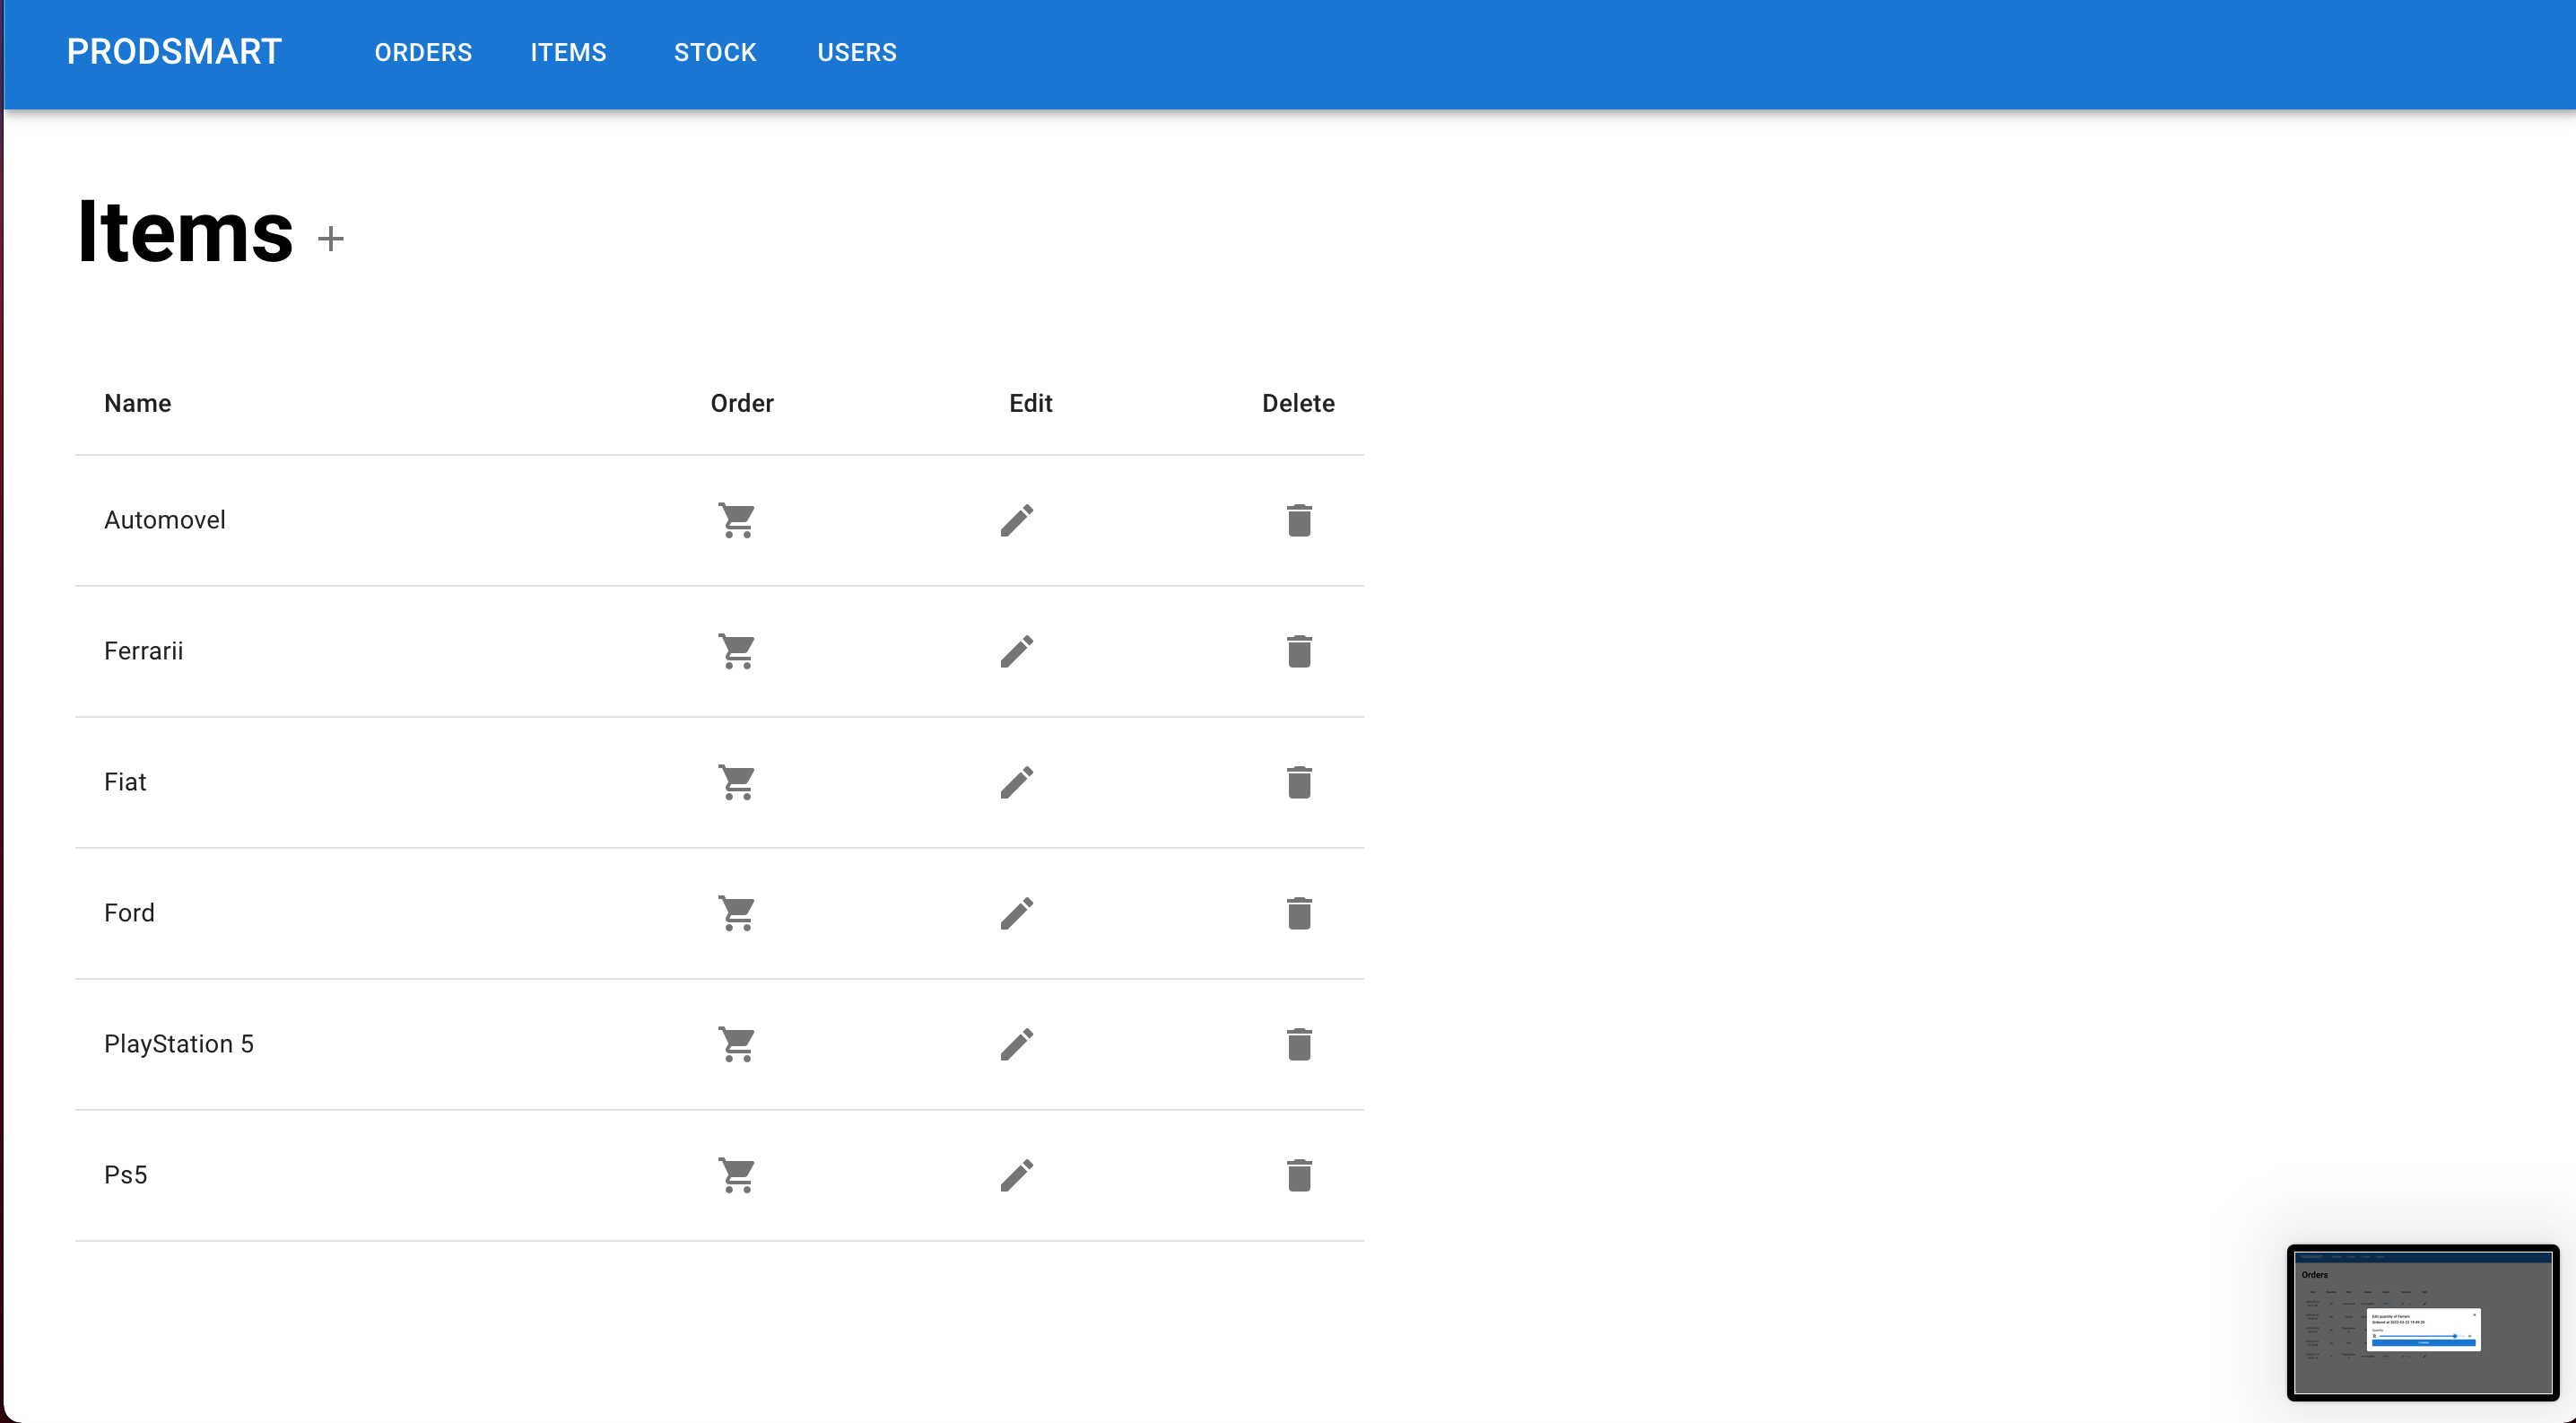 PRODSMART ORDERS ITEMS STOCK USERS
Items +
Name Order Edit Delete
Automovel
Ferrarii
Fiat
Ford
PlayStation 5
Ps5
Orders